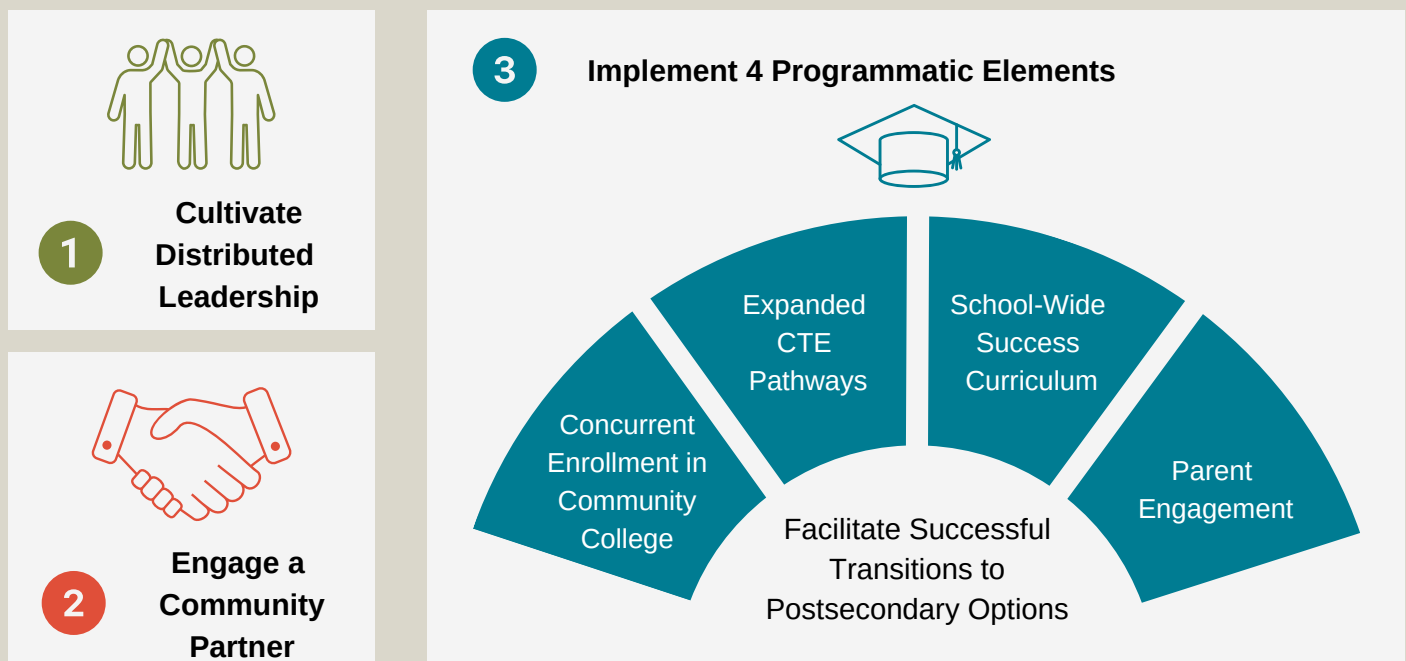 1
Cultivate
Distributed
Leadership
2
Engage a
Community
Partner
3 Implement 4 Programmatic Elements
Concurrent
Enrollment in
Community
College
Expanded
CTE
Pathways
School-Wide
Success
Curriculum
Parent
Engagement
Facilitate Successful
Transitions to
Postsecondary Options